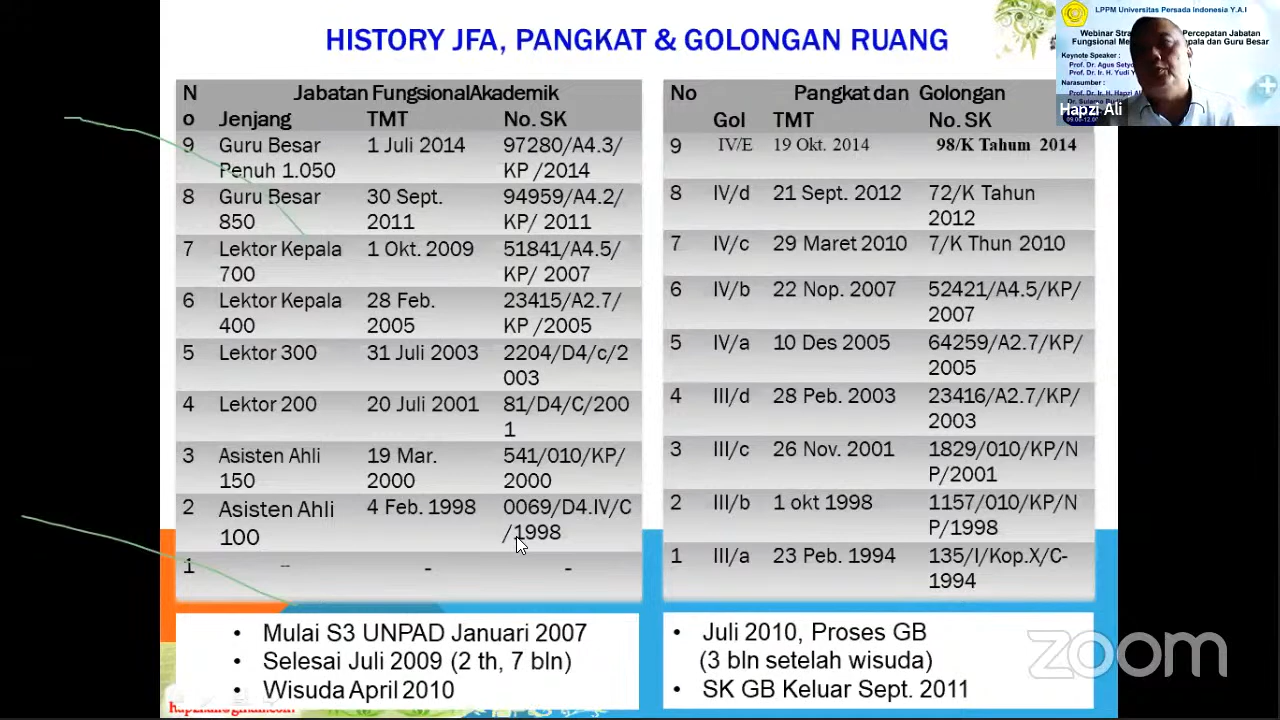 HISTORY JFA, PANGKAT & GOLONGAN RUANG
N
o
Jabatan FungsionalAkademik
Jenjang TMT No. SK
9 Guru Besar 1 Juli 2014 97280/A4.3/
Penuh 1.050 KP /2014
8 Guru Besar 30 Sept. 94959/A4.2/
850 2011 KP/ 2011
7 Lektor Kepala 1 Okt. 2009 51841/A4.5/
700 KP/ 2007
6 Lektor Kepala 28 Feb. 23415/A2.7/
400 2005 KP /2005
5 Lektor 300 31 Juli 2003 2204/D4/c/2
003
4 Lektor 200 20 Juli 2001 81/D4/C/200
1
3 Asisten Ahli 19 Mar. 541/010/KP/
150 2000 2000
2 Asisten Ahli 4 Feb. 1998 0069/D4.IV/C
100 /1998
1 -- - -
No Pangkat dan Golongan
Gol TMT No. SK
9 IV/E 19 Okt. 2014 98/K Tahum 2014
8 IV/d 21 Sept. 2012 72/K Tahun
2012
7 IV/c 29 Maret 2010 7/K Thun 2010
6 IV/b 22 Nop. 2007 52421/A4.5/KP/
2007
5 IV/a 10 Des 2005 64259/A2.7/KP/
2005
4 III/d 28 Peb. 2003 23416/A2.7/KP/
2003
3 III/c 26 Nov. 2001 1829/010/KP/N
P/2001
2 III/b 1 okt 1998 1157/010/KP/N
P/1998
1 III/a 23 Peb. 1994 135/I/Kop.X/C-
1994
• Mulai S3 UNPAD Januari 2007
• Selesai Juli 2009 (2 th, 7 bln)
• Wisuda April 2010
• Juli 2010, Proses GB
(3 bln setelah wisuda)
• SK GB Keluar Sept. 2011
zoom
LPPM Universitas Persada Indonesia Y.A.I
Webinar Percepatan Jabatan
Fungsional dan Guru Besar
Keynote Speaker :
Prof. Dr. Agus
Prof. Dr. Ir. H. Yudi
Narasumber :
Prof. Dr. Ir. H. Hapzi
Hapzi Ali